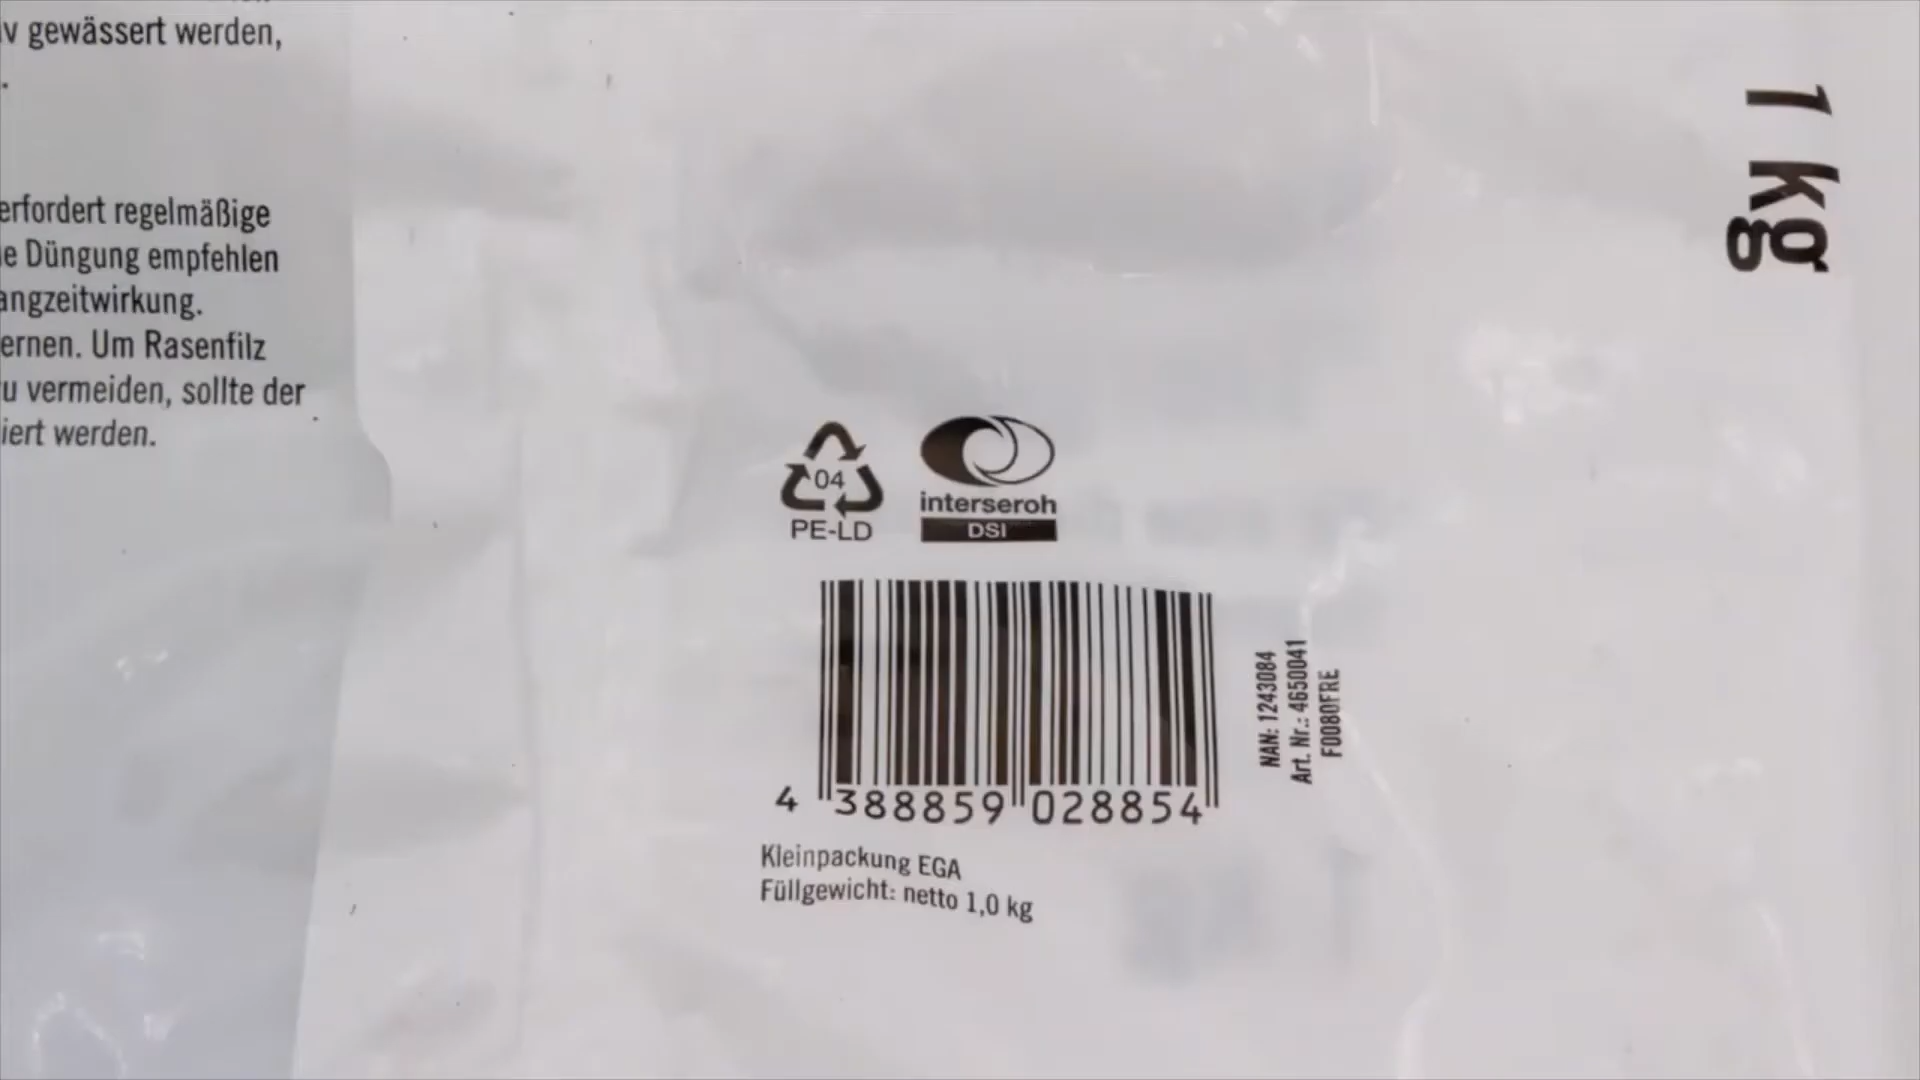 v gewässert werden,
.
erfordert regelmäßige
e Düngung empfehlen
angzeitwirkung.
ernen. Um Rasenfilz
u vermeiden, sollte der
iert werden.
1 kg
04
PE-LD
interseroh
DSI
4 388859 028854
NAN: 1243084
Art. Nr.: 4650041
F0080FRE
Kleinpackung EGA
Füllgewicht: netto 1,0 kg